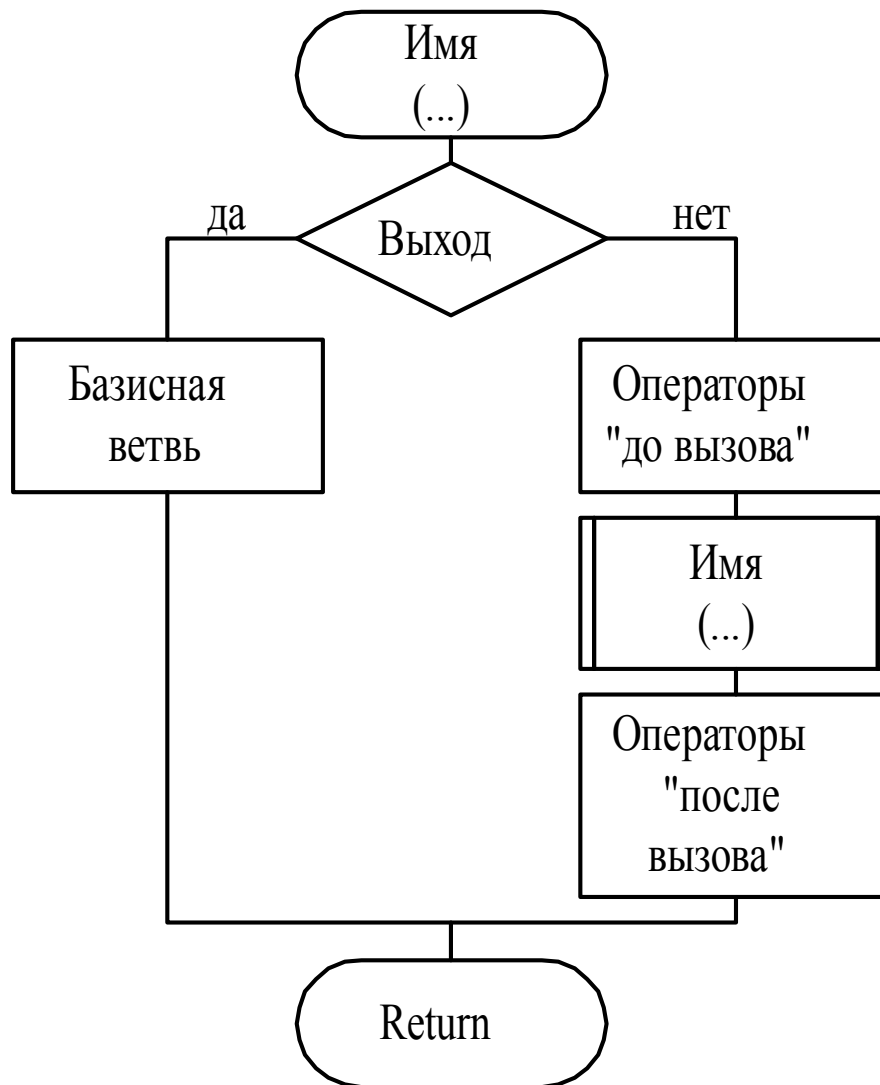 Имя
(...)
да
Выход
нет
Базисная
ветвь
Операторы
"до вызова"
Имя
(...)
Операторы
"после
вызова"
Return